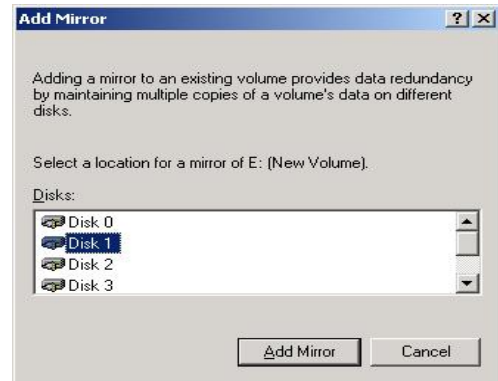 Add Mirror
Adding a mirror to an existing volume provides data redundancy
by maintaining multiple copies of a volume's data on different
disks.
Select a location for a mirror of E: (New Volume).
Disks:
Disk 0
Disk 1
Disk 2
Disk 3
Add Mirror
Cancel